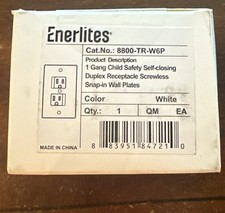 Enerlites®
Cat.No.: 8800-TR-W6P
Product Description
1 Gang Child Safety Self-closing
Duplex Receptacle Screwless
Snap-in Wall Plates
Color White
Qty.: 1 QM EA
MADE IN CHINA
8 83951 84721 0